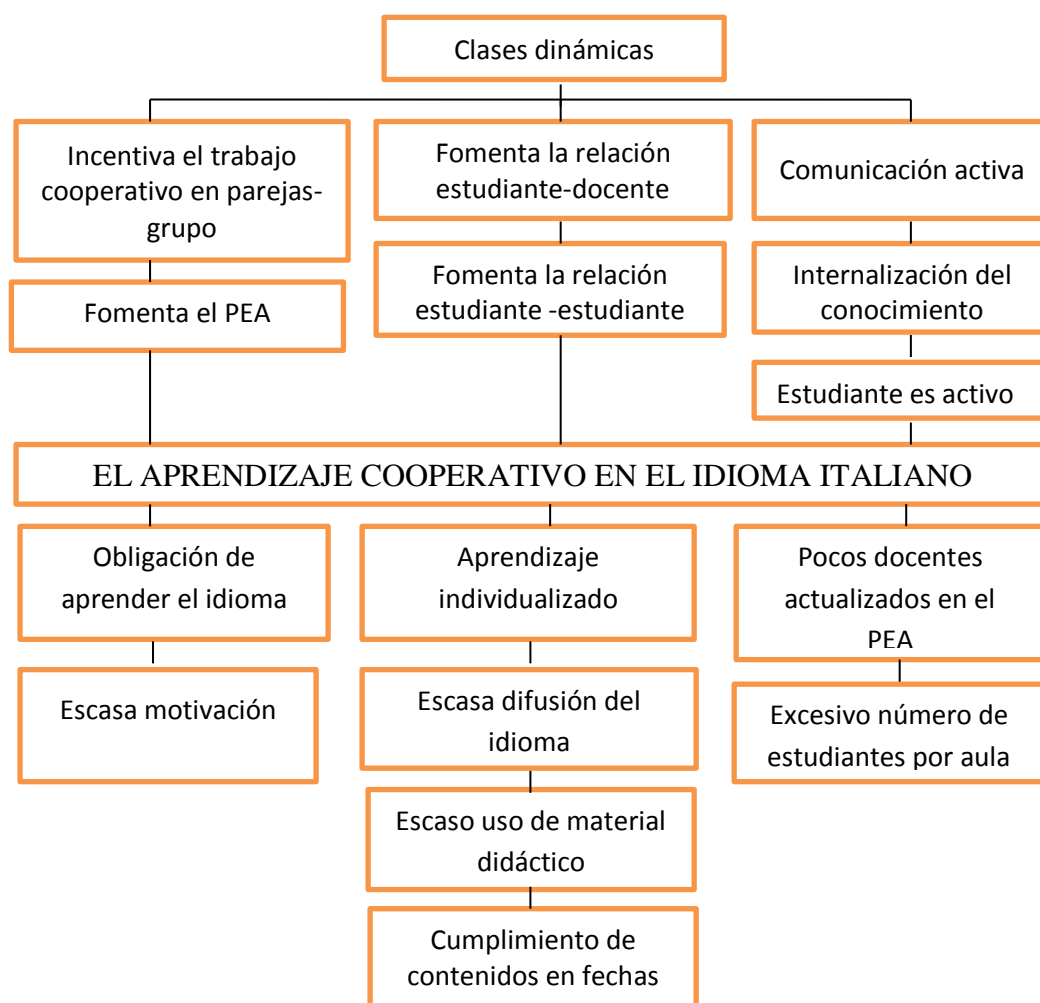 Clases dinámicas
Incentiva el trabajo
cooperativo en parejas-
grupo
Fomenta la relación
estudiante-docente
Comunicación activa
Fomenta el PEA
Fomenta la relación
estudiante -estudiante
Internalización del
conocimiento
Estudiante es activo
EL APRENDIZAJE COOPERATIVO EN EL IDIOMA ITALIANO
Obligación de
aprender el idioma
Aprendizaje
individualizado
Pocos docentes
actualizados en el
PEA
Escasa motivación
Escasa difusión del
idioma
Excesivo número de
estudiantes por aula
Escaso uso de material
didáctico
Cumplimiento de
contenidos en fechas